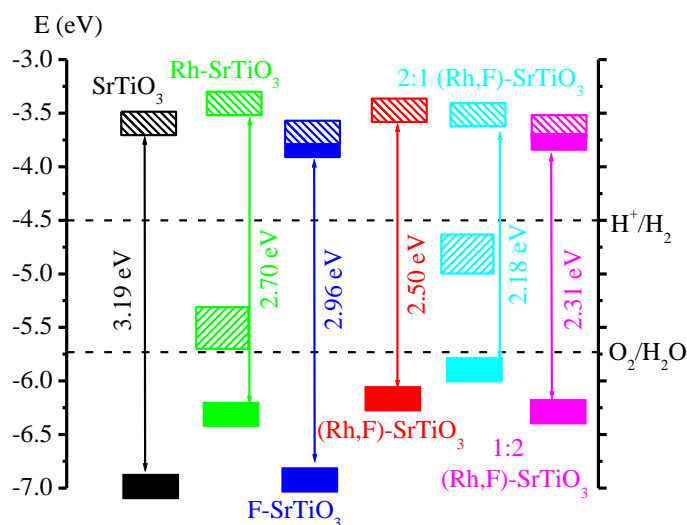 E (eV)
-3.0
-3.5
-4.0
-4.5
-5.0
-5.5
-6.0
-6.5
-7.0
SrTiO₃
Rh-SrTiO₃
2:1 (Rh,F)-SrTiO₃
H⁺/H₂
O₂/H₂O
3.19 eV
2.70 eV
2.96 eV
2.50 eV
2.18 eV
2.31 eV
(Rh,F)-SrTiO₃
1:2
(Rh,F)-SrTiO₃
F-SrTiO₃